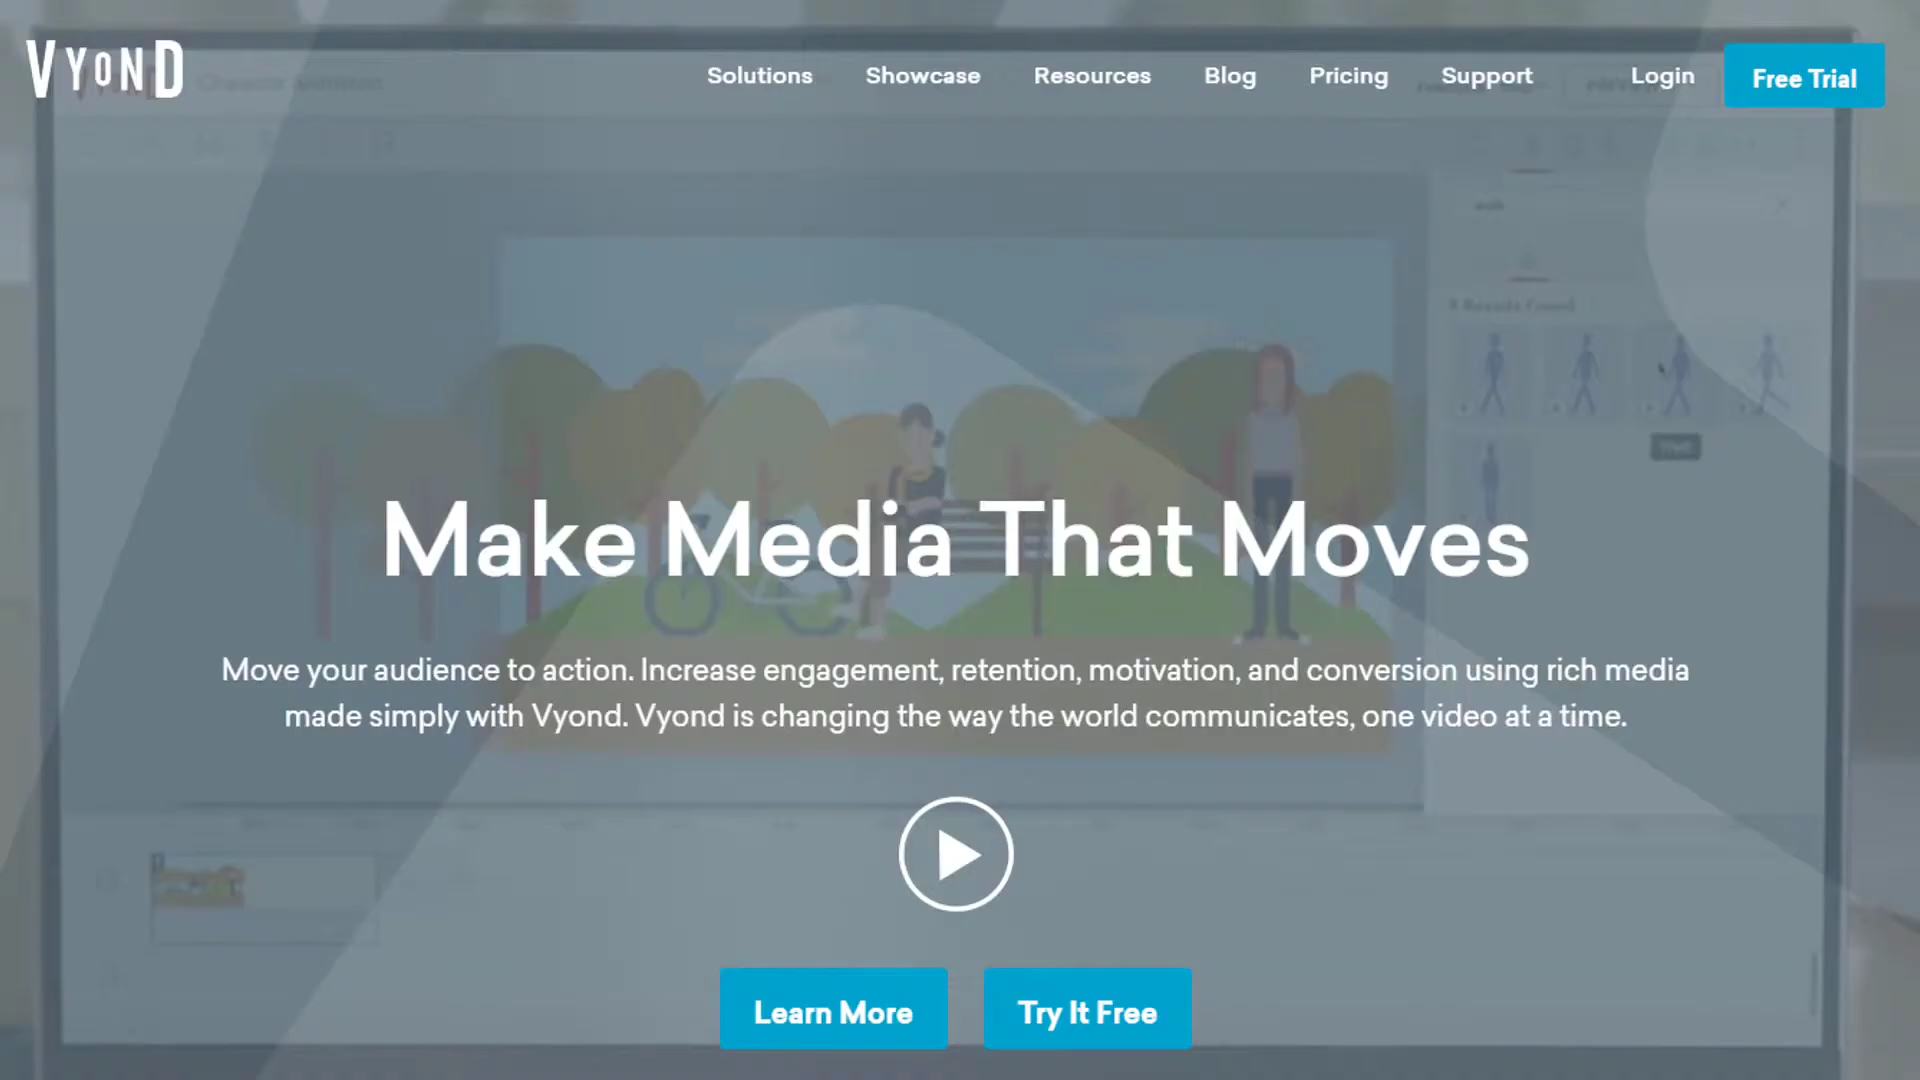 VYOND
Solutions Showcase Resources Blog Pricing Support Login Free Trial
Make Media That Moves
Move your audience to action. Increase engagement, retention, motivation, and conversion using rich media
made simply with Vyond. Vyond is changing the way the world communicates, one video at a time.
Learn More Try It Free